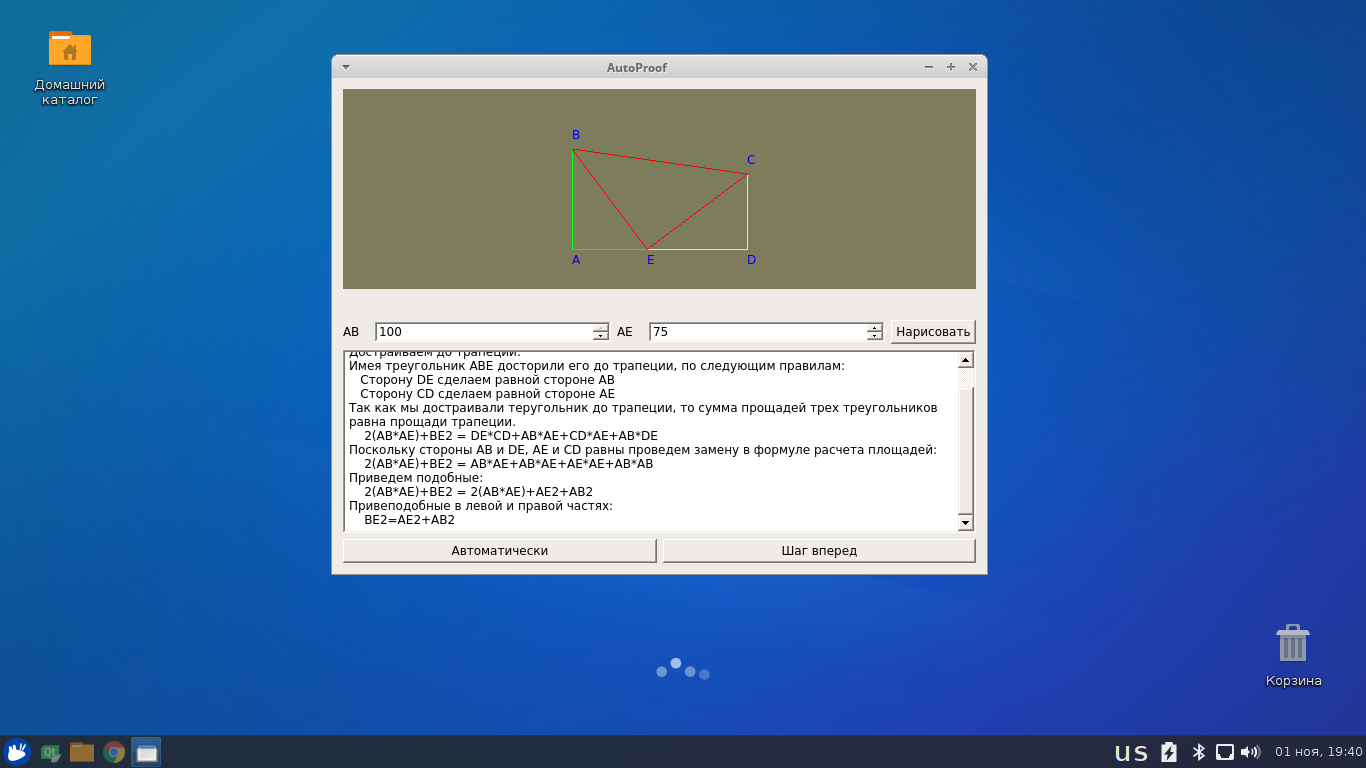 Домашний
каталог
AutoProof
B
C
A
E
D
AB
100
AE
75
Нарисовать
Достраиваем до трапеции.
Имея треугольник ABE досторили его до трапеции, по следующим правилам:
Сторону DE сделаем равной стороне AB
Сторону CD сделаем равной стороне AE
Так как мы достраивали теругольник до трапеции, то сумма прощадей трех треугольников
равна прощади трапеции.
2(AB*AE)+BE2 = DE*CD+AB*AE+CD*AE+AB*DE
Поскольку стороны AB и DE, AE и CD равны проведем замену в формуле расчета площадей:
2(AB*AE)+BE2 = AB*AE+AB*AE+AE*AE+AB*AB
Приведем подобные:
2(AB*AE)+BE2 = 2(AB*AE)+AE2+AB2
Привеподобные в левой и правой частях:
BE2=AE2+AB2
Автоматически
Шаг вперед
Корзина
Qt
us
01 ноя, 19:40